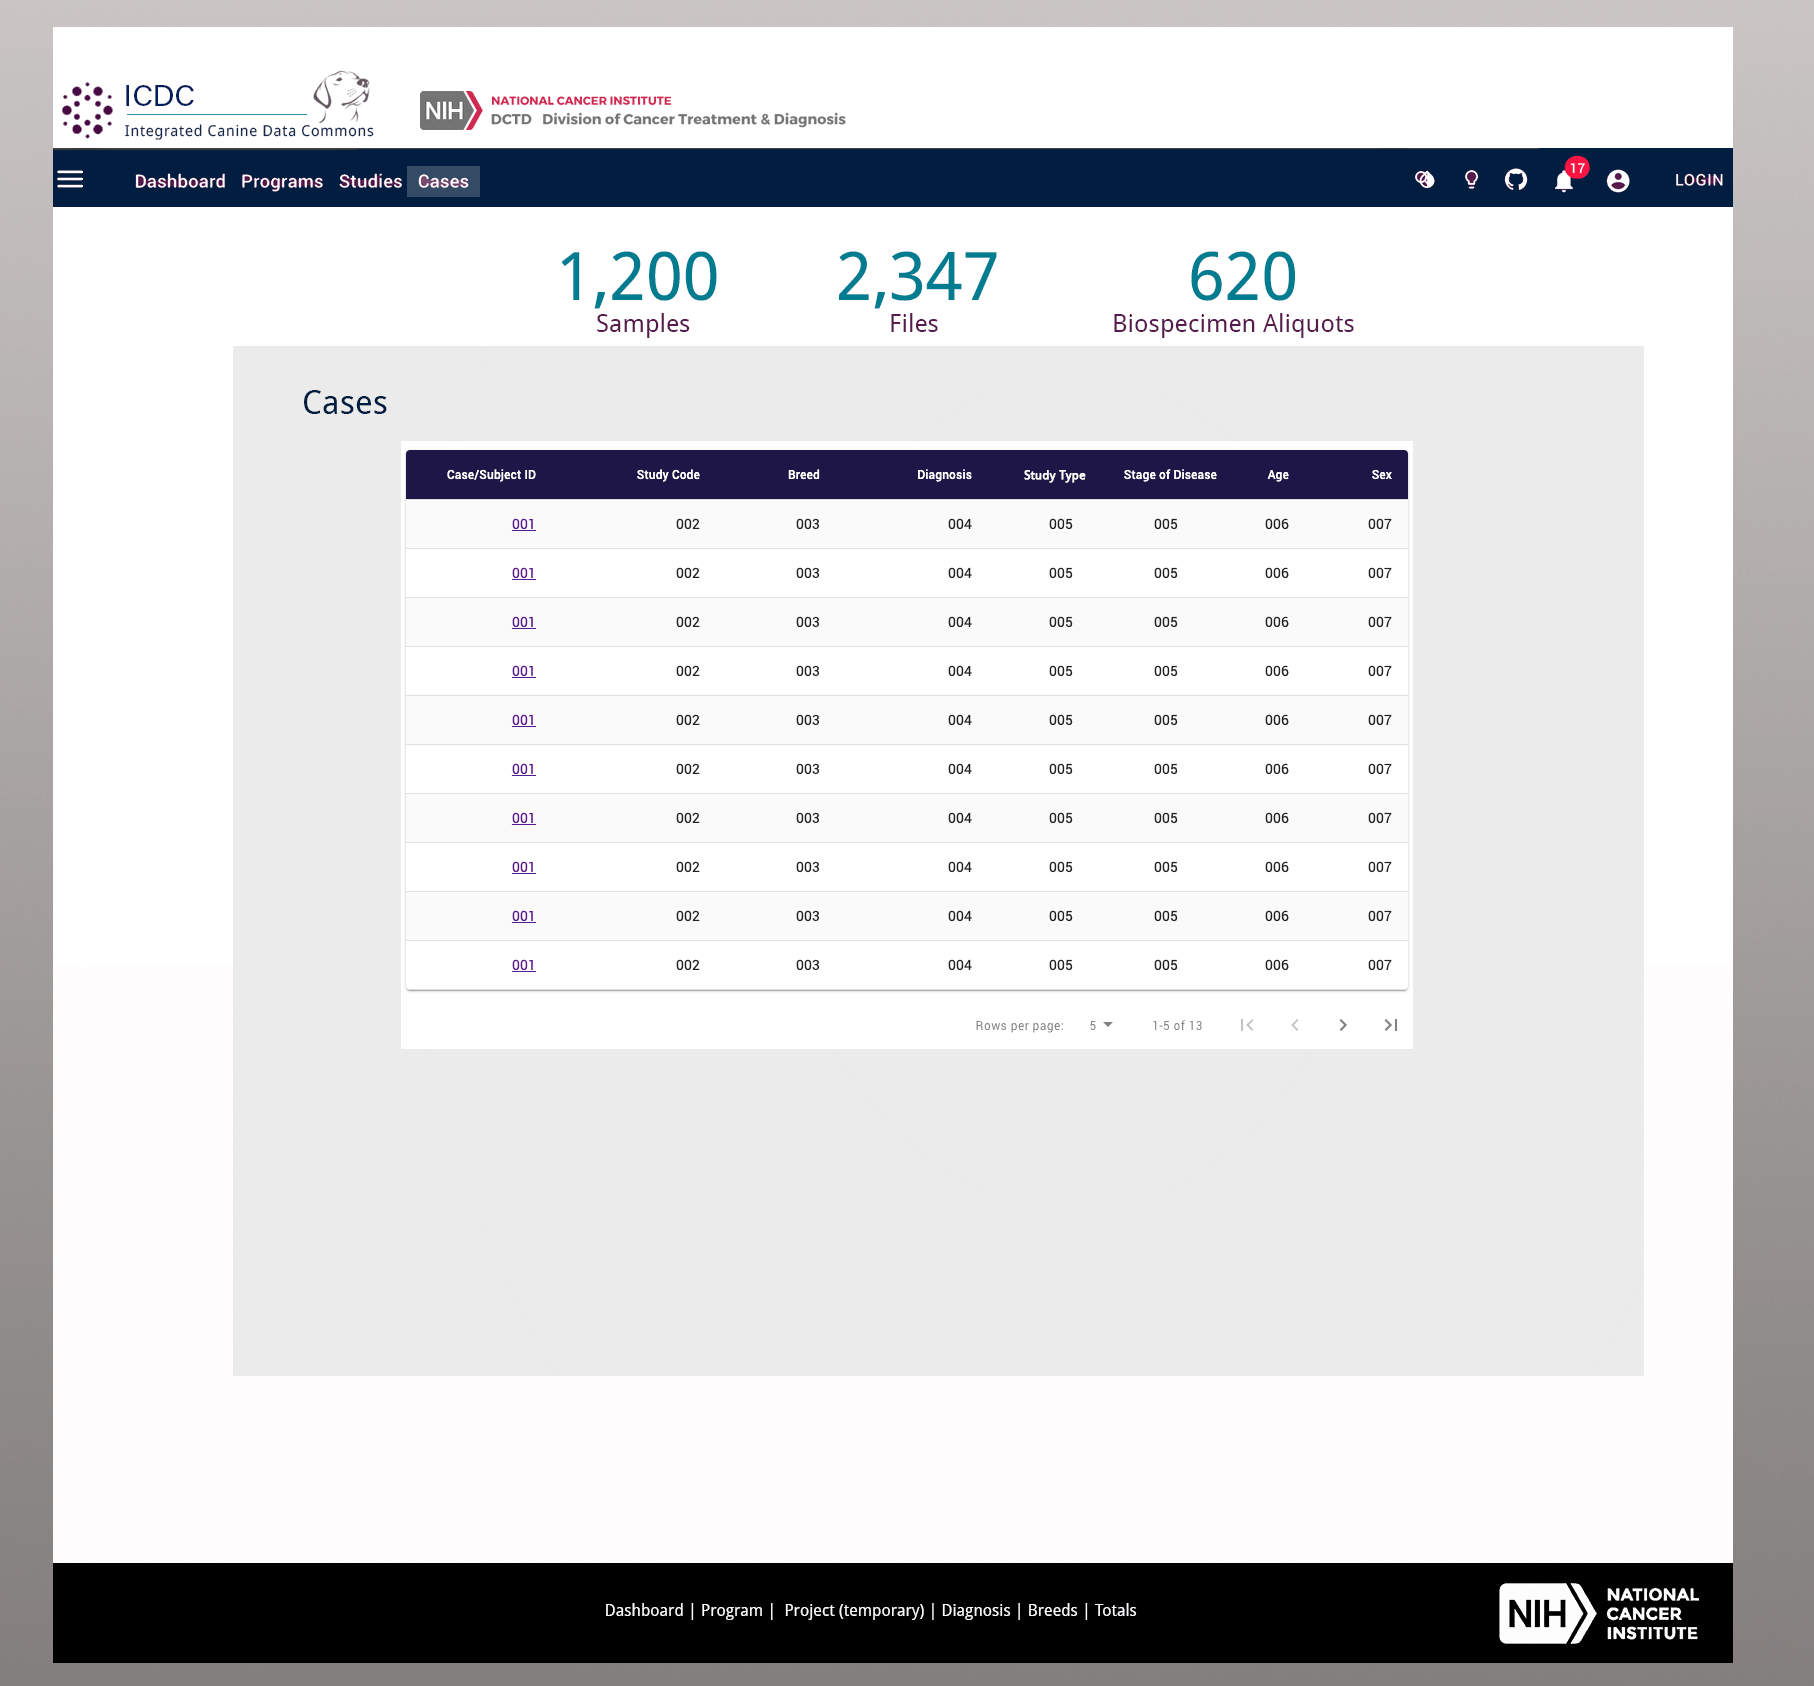 ICDC
Integrated Canine Data Commons
NIH NATIONAL CANCER INSTITUTE
DCTD Division of Cancer Treatment & Diagnosis
Dashboard Programs Studies Cases 17 LOGIN
1,200 2,347 620
Samples Files Biospecimen Aliquots
Cases
Case/Subject ID Study Code Breed Diagnosis Study Type Stage of Disease Age Sex
001 002 003 004 005 005 006 007
001 002 003 004 005 005 006 007
001 002 003 004 005 005 006 007
001 002 003 004 005 005 006 007
001 002 003 004 005 005 006 007
001 002 003 004 005 005 006 007
001 002 003 004 005 005 006 007
001 002 003 004 005 005 006 007
001 002 003 004 005 005 006 007
001 002 003 004 005 005 006 007
Rows per page: 5 1-5 of 13
Dashboard | Program | Project (temporary) | Diagnosis | Breeds | Totals
NIH NATIONAL
CANCER
INSTITUTE